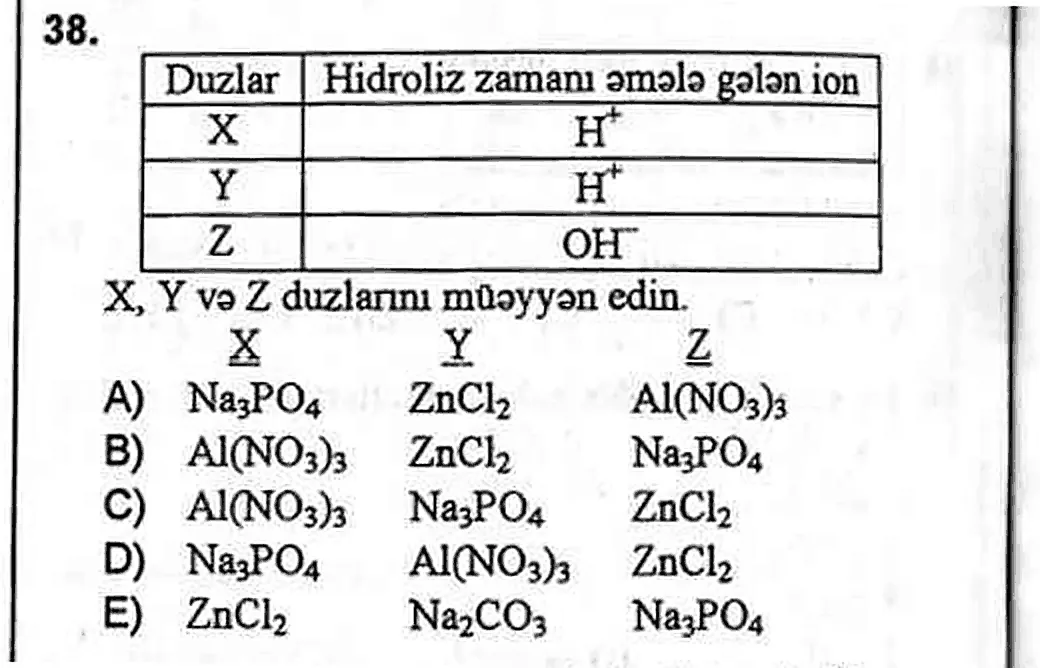 38.
Duzlar Hidroliz zamanı əmələ gələn ion
X H⁺
Y H⁺
Z OH⁻
X, Y və Z duzlarını müəyyən edin.
X Y Z
A) Na₃PO₄ ZnCl₂ Al(NO₃)₃
B) Al(NO₃)₃ ZnCl₂ Na₃PO₄
C) Al(NO₃)₃ Na₃PO₄ ZnCl₂
D) Na₃PO₄ Al(NO₃)₃ ZnCl₂
E) ZnCl₂ Na₂CO₃ Na₃PO₄